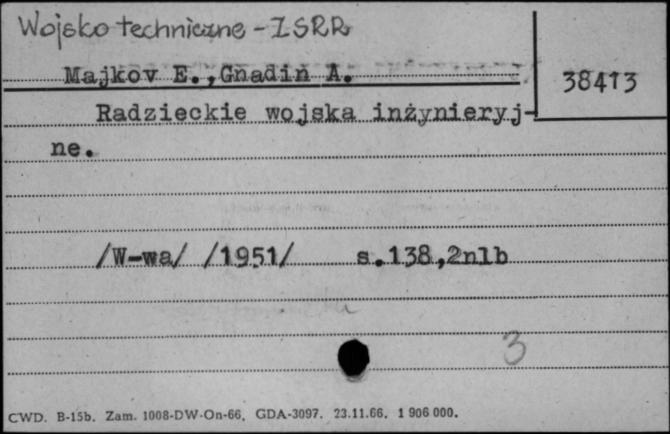 Wojsko techniczne - ZSRR
Majkov E., Gnadin A.
38413
Radzieckie wojska inżynieryj-
ne.
/W-wa/ /1951/ s.138,2nlb
3
CWD. B-15b. Zam. 1008-DW-On-66, GDA-3097. 23.11.66. 1 906 000.